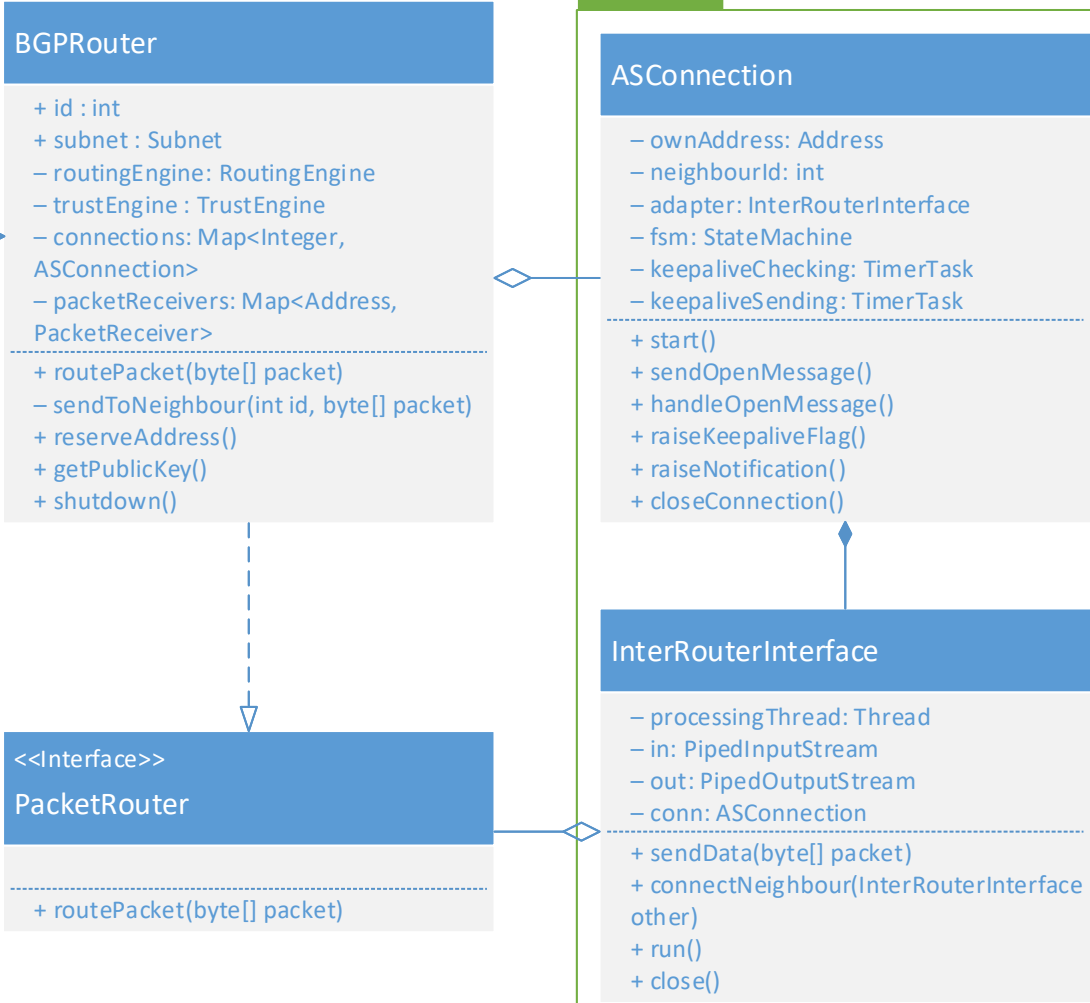 BGPRouter
+ id : int
+ subnet : Subnet
– routingEngine: RoutingEngine
– trustEngine : TrustEngine
– connections: Map<Integer,
ASConnection>
– packetReceivers: Map<Address,
PacketReceiver>
+ routePacket(byte[] packet)
– sendToNeighbour(int id, byte[] packet)
+ reserveAddress()
+ getPublicKey()
+ shutdown()
<<Interface>>
PacketRouter
+ routePacket(byte[] packet)
ASConnection
– ownAddress: Address
– neighbourId: int
– adapter: InterRouterInterface
– fsm: StateMachine
– keepaliveChecking: TimerTask
– keepaliveSending: TimerTask
+ start()
+ sendOpenMessage()
+ handleOpenMessage()
+ raiseKeepaliveFlag()
+ raiseNotification()
+ closeConnection()
InterRouterInterface
– processingThread: Thread
– in: PipedInputStream
– out: PipedOutputStream
– conn: ASConnection
+ sendData(byte[] packet)
+ connectNeighbour(InterRouterInterface
other)
+ run()
+ close()